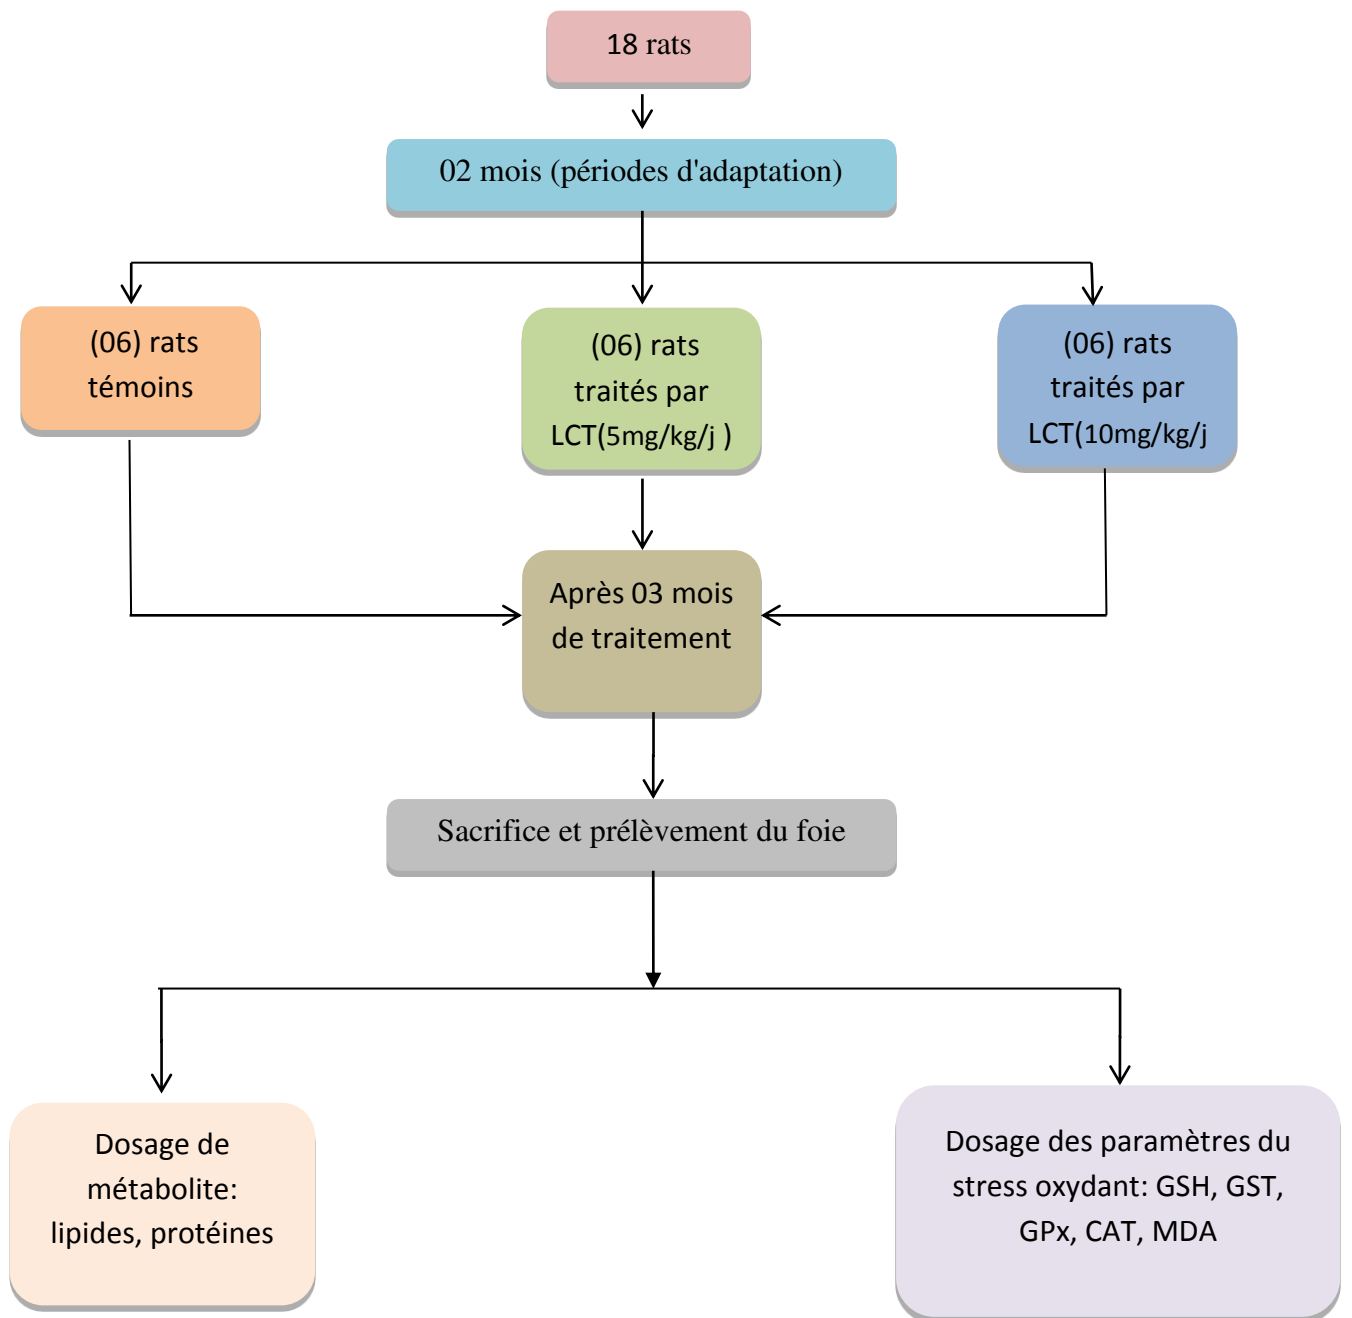 18 rats
02 mois (périodes d'adaptation)
(06) rats
témoins
(06) rats
traités par
LCT(5mg/kg/j )
(06) rats
traités par
LCT(10mg/kg/j
Après 03 mois
de traitement
Sacrifice et prélèvement du foie
Dosage de
métabolite:
lipides, protéines
Dosage des paramètres du
stress oxydant: GSH, GST,
GPx, CAT, MDA